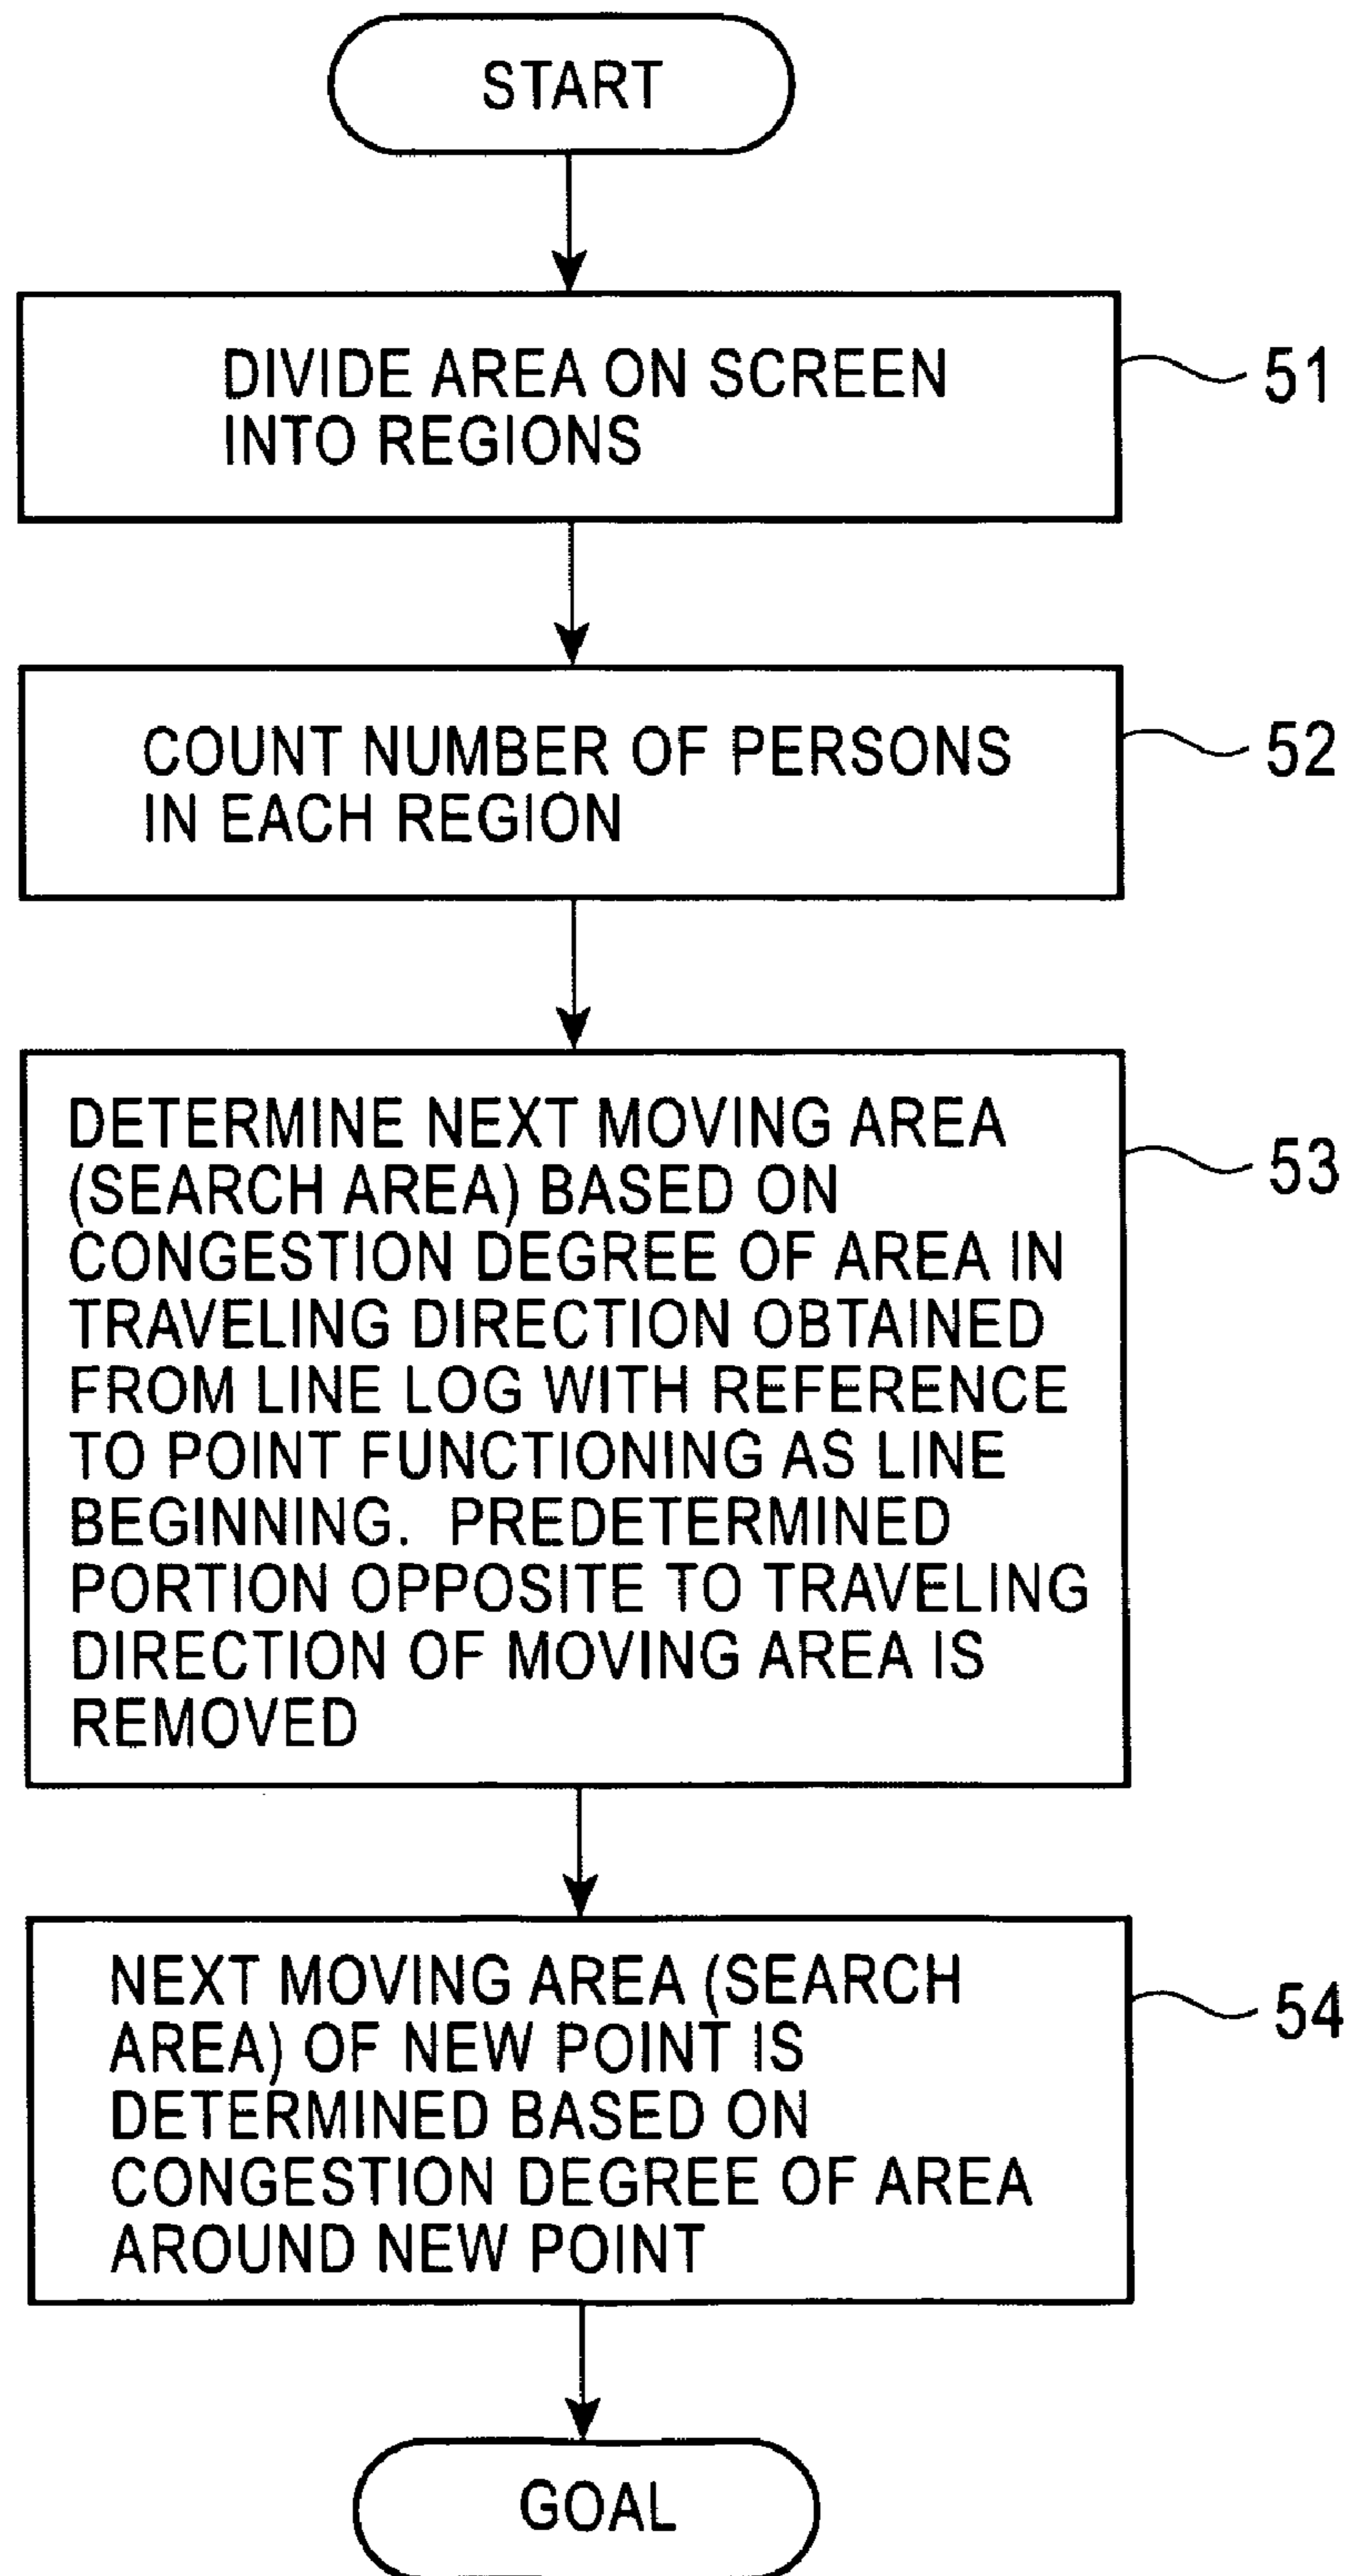 START
DIVIDE AREA ON SCREEN
INTO REGIONS
51
COUNT NUMBER OF PERSONS
IN EACH REGION
52
DETERMINE NEXT MOVING AREA
(SEARCH AREA) BASED ON
CONGESTION DEGREE OF AREA IN
TRAVELING DIRECTION OBTAINED
FROM LINE LOG WITH REFERENCE
TO POINT FUNCTIONING AS LINE
BEGINNING. PREDETERMINED
PORTION OPPOSITE TO TRAVELING
DIRECTION OF MOVING AREA IS
REMOVED
53
NEXT MOVING AREA (SEARCH
AREA) OF NEW POINT IS
DETERMINED BASED ON
CONGESTION DEGREE OF AREA
AROUND NEW POINT
54
GOAL